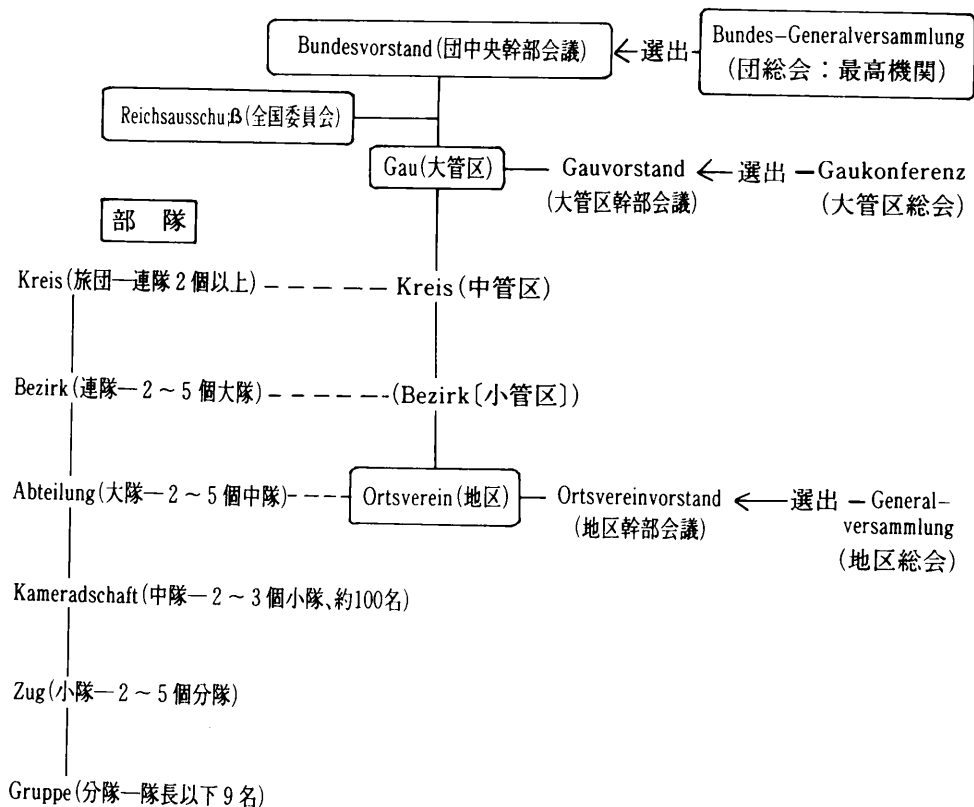 Bundesvorstand(団中央幹部会議)
←選出
Bundes-Generalversammlung
(団総会：最高機関)
Reichsausschu;ß(全国委員会)
Gau(大管区)
Gauvorstand
(大管区幹部会議)
← 選出 — Gaukonferenz
(大管区総会)
部 隊
Kreis(旅団—連隊2個以上)
Kreis(中管区)
Bezirk(連隊—2～5個大隊)
(Bezirk〔小管区〕)
Abteilung(大隊—2～5個中隊)
Ortsverein(地区)
Ortsvereinvorstand
(地区幹部会議)
← 選出 — General-
versammlung
(地区総会)
Kameradschaft(中隊—2～3個小隊、約100名)
Zug(小隊—2～5個分隊)
Gruppe(分隊—隊長以下9名)